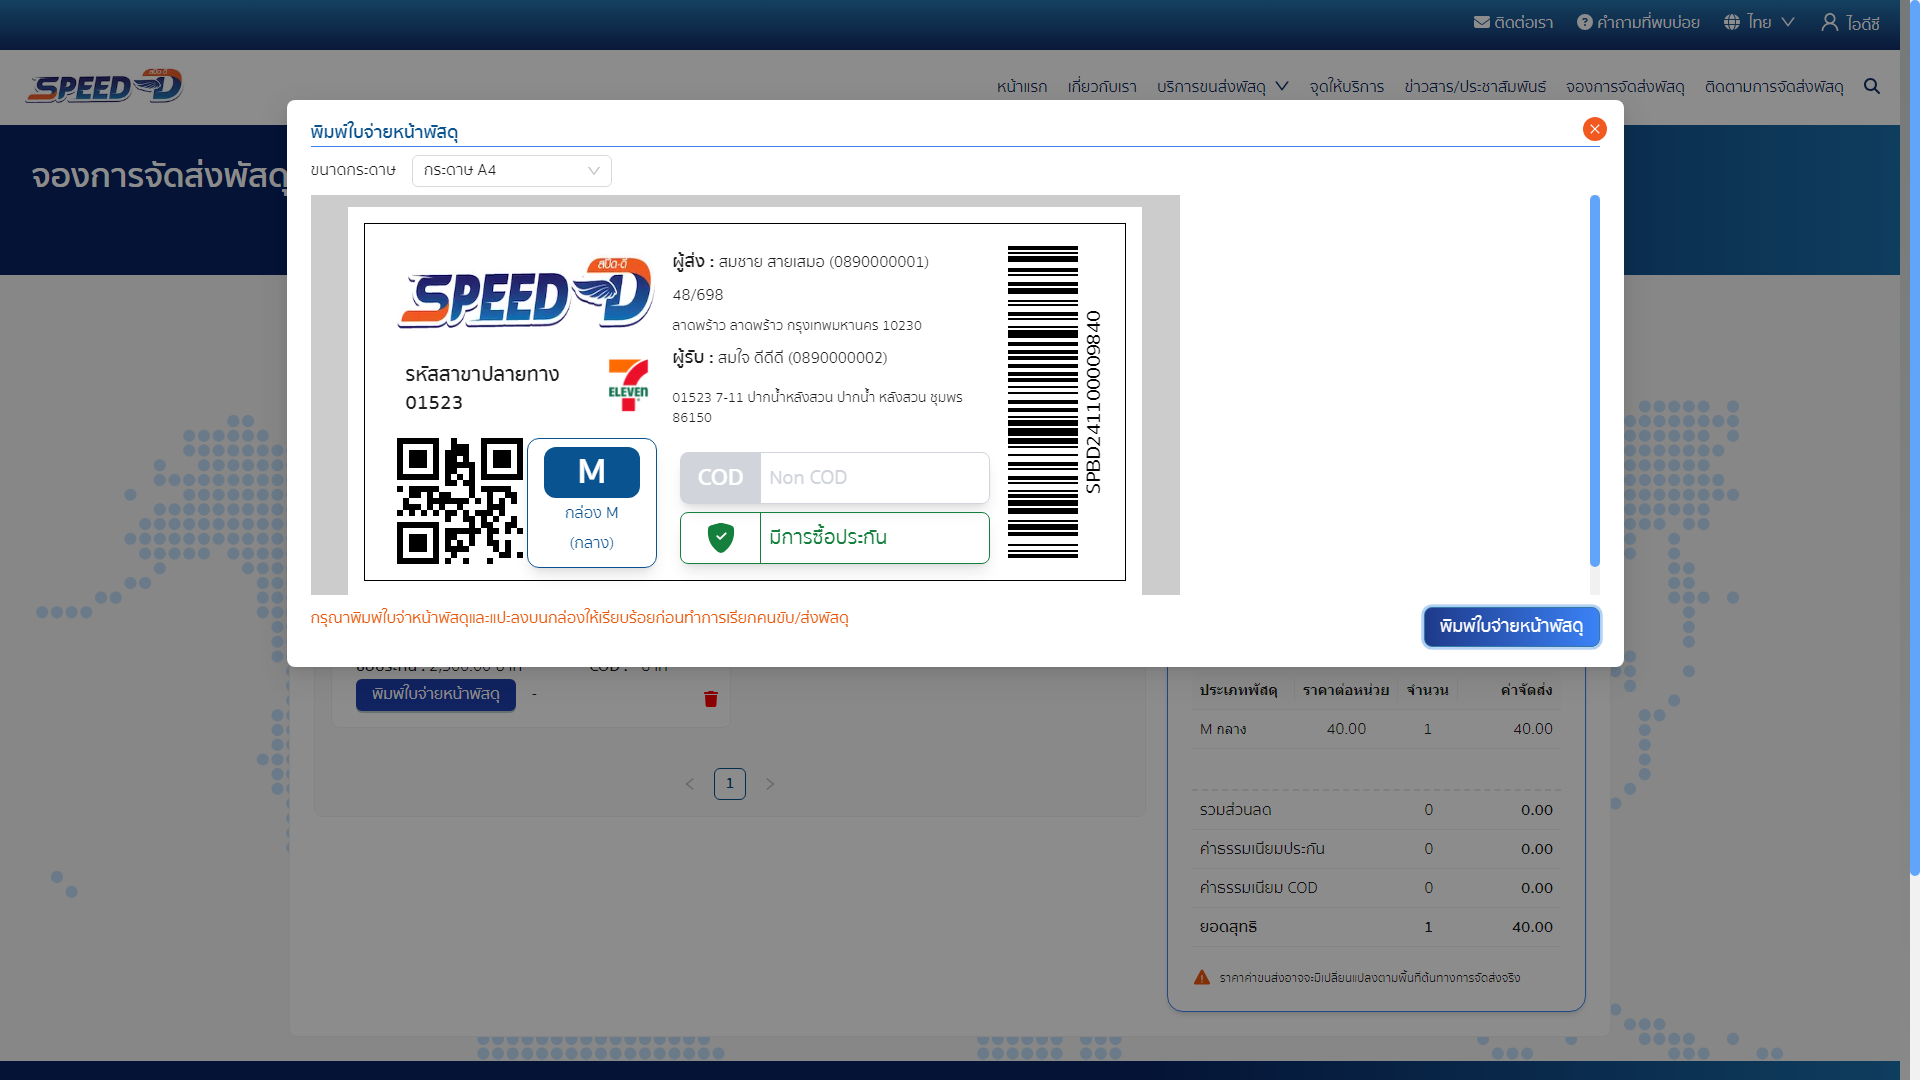 ติดต่อเรา
คำถามที่พบบ่อย
ไทย
ไอดีซี
สปีด-ดี
SPEED D
หน้าแรก
เกี่ยวกับเรา
บริการขนส่งพัสดุ
จุดให้บริการ
ข่าวสาร/ประชาสัมพันธ์
จองการจัดส่งพัสดุ
ติดตามการจัดส่งพัสดุ
จองการจัดส่งพัสดุ
พิมพ์ใบจ่ายหน้าพัสดุ
ขนาดกระดาษ
กระดาษ A4
สปีด-ดี
SPEED D
รหัสสาขาปลายทาง
01523
7 ELEVEN
M
กล่อง M
(กลาง)
ผู้ส่ง : สมชาย สายเสมอ (0890000001)
48/698
ลาดพร้าว ลาดพร้าว กรุงเทพมหานคร 10230
ผู้รับ : สมใจ ดีดีดี (0890000002)
01523 7-11 ปากน้ำหลังสวน ปากน้ำ หลังสวน ชุมพร
86150
COD
Non COD
มีการซื้อประกัน
SPBD241100009840
กรุณาพิมพ์ใบจ่าหน้าพัสดุและแปะลงบนกล่องให้เรียบร้อยก่อนทำการเรียกคนขับ/ส่งพัสดุ
พิมพ์ใบจ่ายหน้าพัสดุ
พิมพ์ใบจ่ายหน้าพัสดุ
-
1
ประเภทพัสดุ
ราคาต่อหน่วย
จำนวน
ค่าจัดส่ง
M กลาง
40.00
1
40.00
รวมส่วนลด
0
0.00
ค่าธรรมเนียมประกัน
0
0.00
ค่าธรรมเนียม COD
0
0.00
ยอดสุทธิ
1
40.00
ราคาค่าขนส่งอาจจะมีเปลี่ยนแปลงตามพื้นที่ต้นทางการจัดส่งจริง